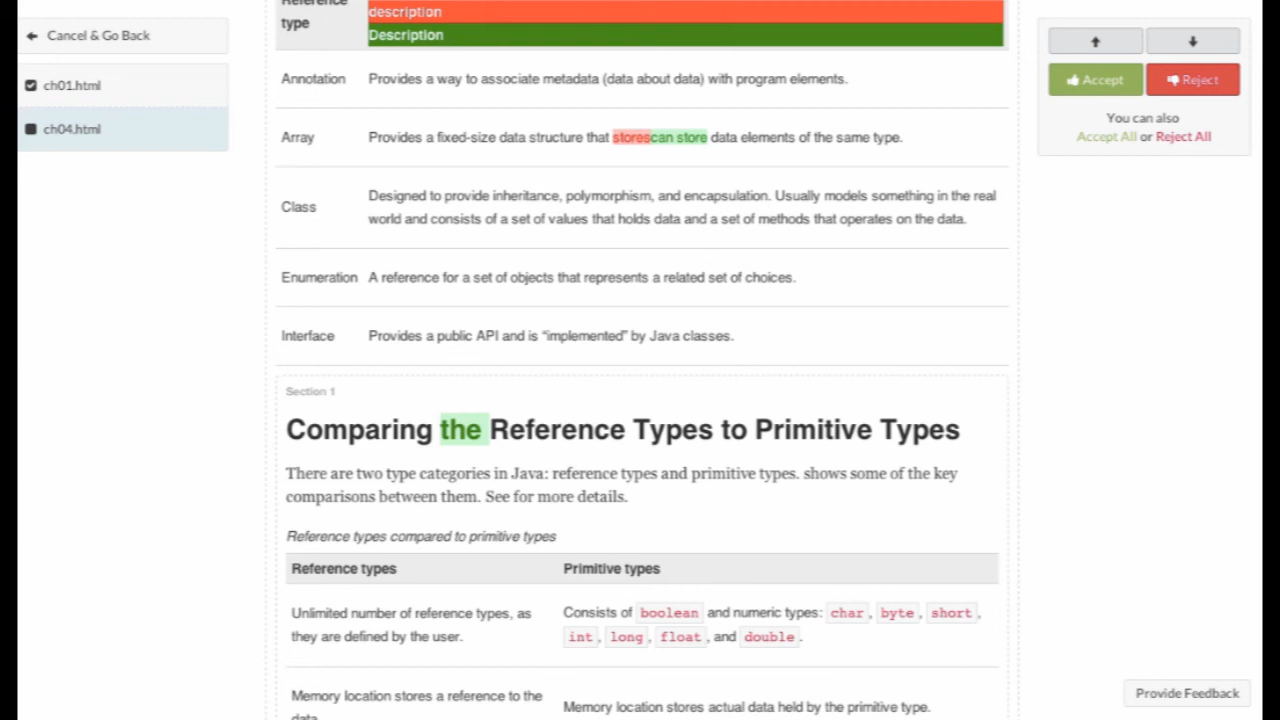 Cancel & Go Back
ch01.html
ch04.html
Reference
type
description
Description
Annotation Provides a way to associate metadata (data about data) with program elements.
Array Provides a fixed-size data structure that storescan store data elements of the same type.
Class
Designed to provide inheritance, polymorphism, and encapsulation. Usually models something in the real
world and consists of a set of values that holds data and a set of methods that operates on the data.
Enumeration A reference for a set of objects that represents a related set of choices.
Interface Provides a public API and is “implemented” by Java classes.
Section 1
Comparing the Reference Types to Primitive Types
There are two type categories in Java: reference types and primitive types. shows some of the key
comparisons between them. See for more details.
Reference types compared to primitive types
Reference types Primitive types
Unlimited number of reference types, as
they are defined by the user.
Consists of boolean and numeric types: char, byte, short,
int, long, float, and double.
Memory location stores a reference to the
data.
Memory location stores actual data held by the primitive type.
Accept Reject
You can also
Accept All or Reject All
Provide Feedback